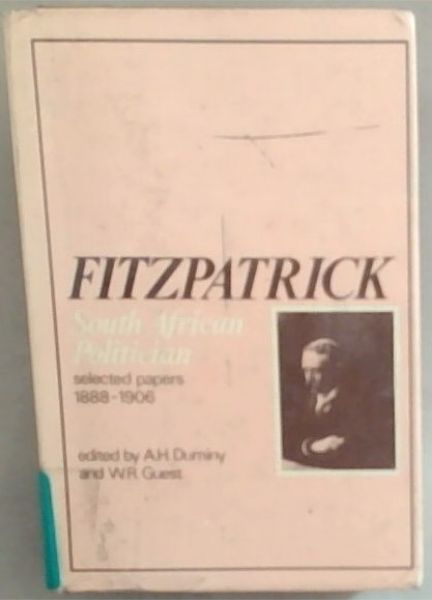 FITZPATRICK
South African
Politician
selected papers
1888-1906
edited by A.H. Duminy
and W.R. Guest